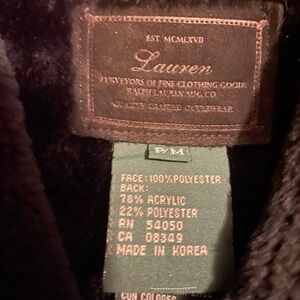 EST MCMLXVII
Lauren
PURVEYORS OF FINE CLOTHING GOODS
RALPH LAUREN MFG. CO
QUALITY CRAFTED OUTERWEAR
P/M
FACE: 100% POLYESTER
BACK:
78% ACRYLIC
22% POLYESTER
RN 54050
CA 08349
MADE IN KOREA